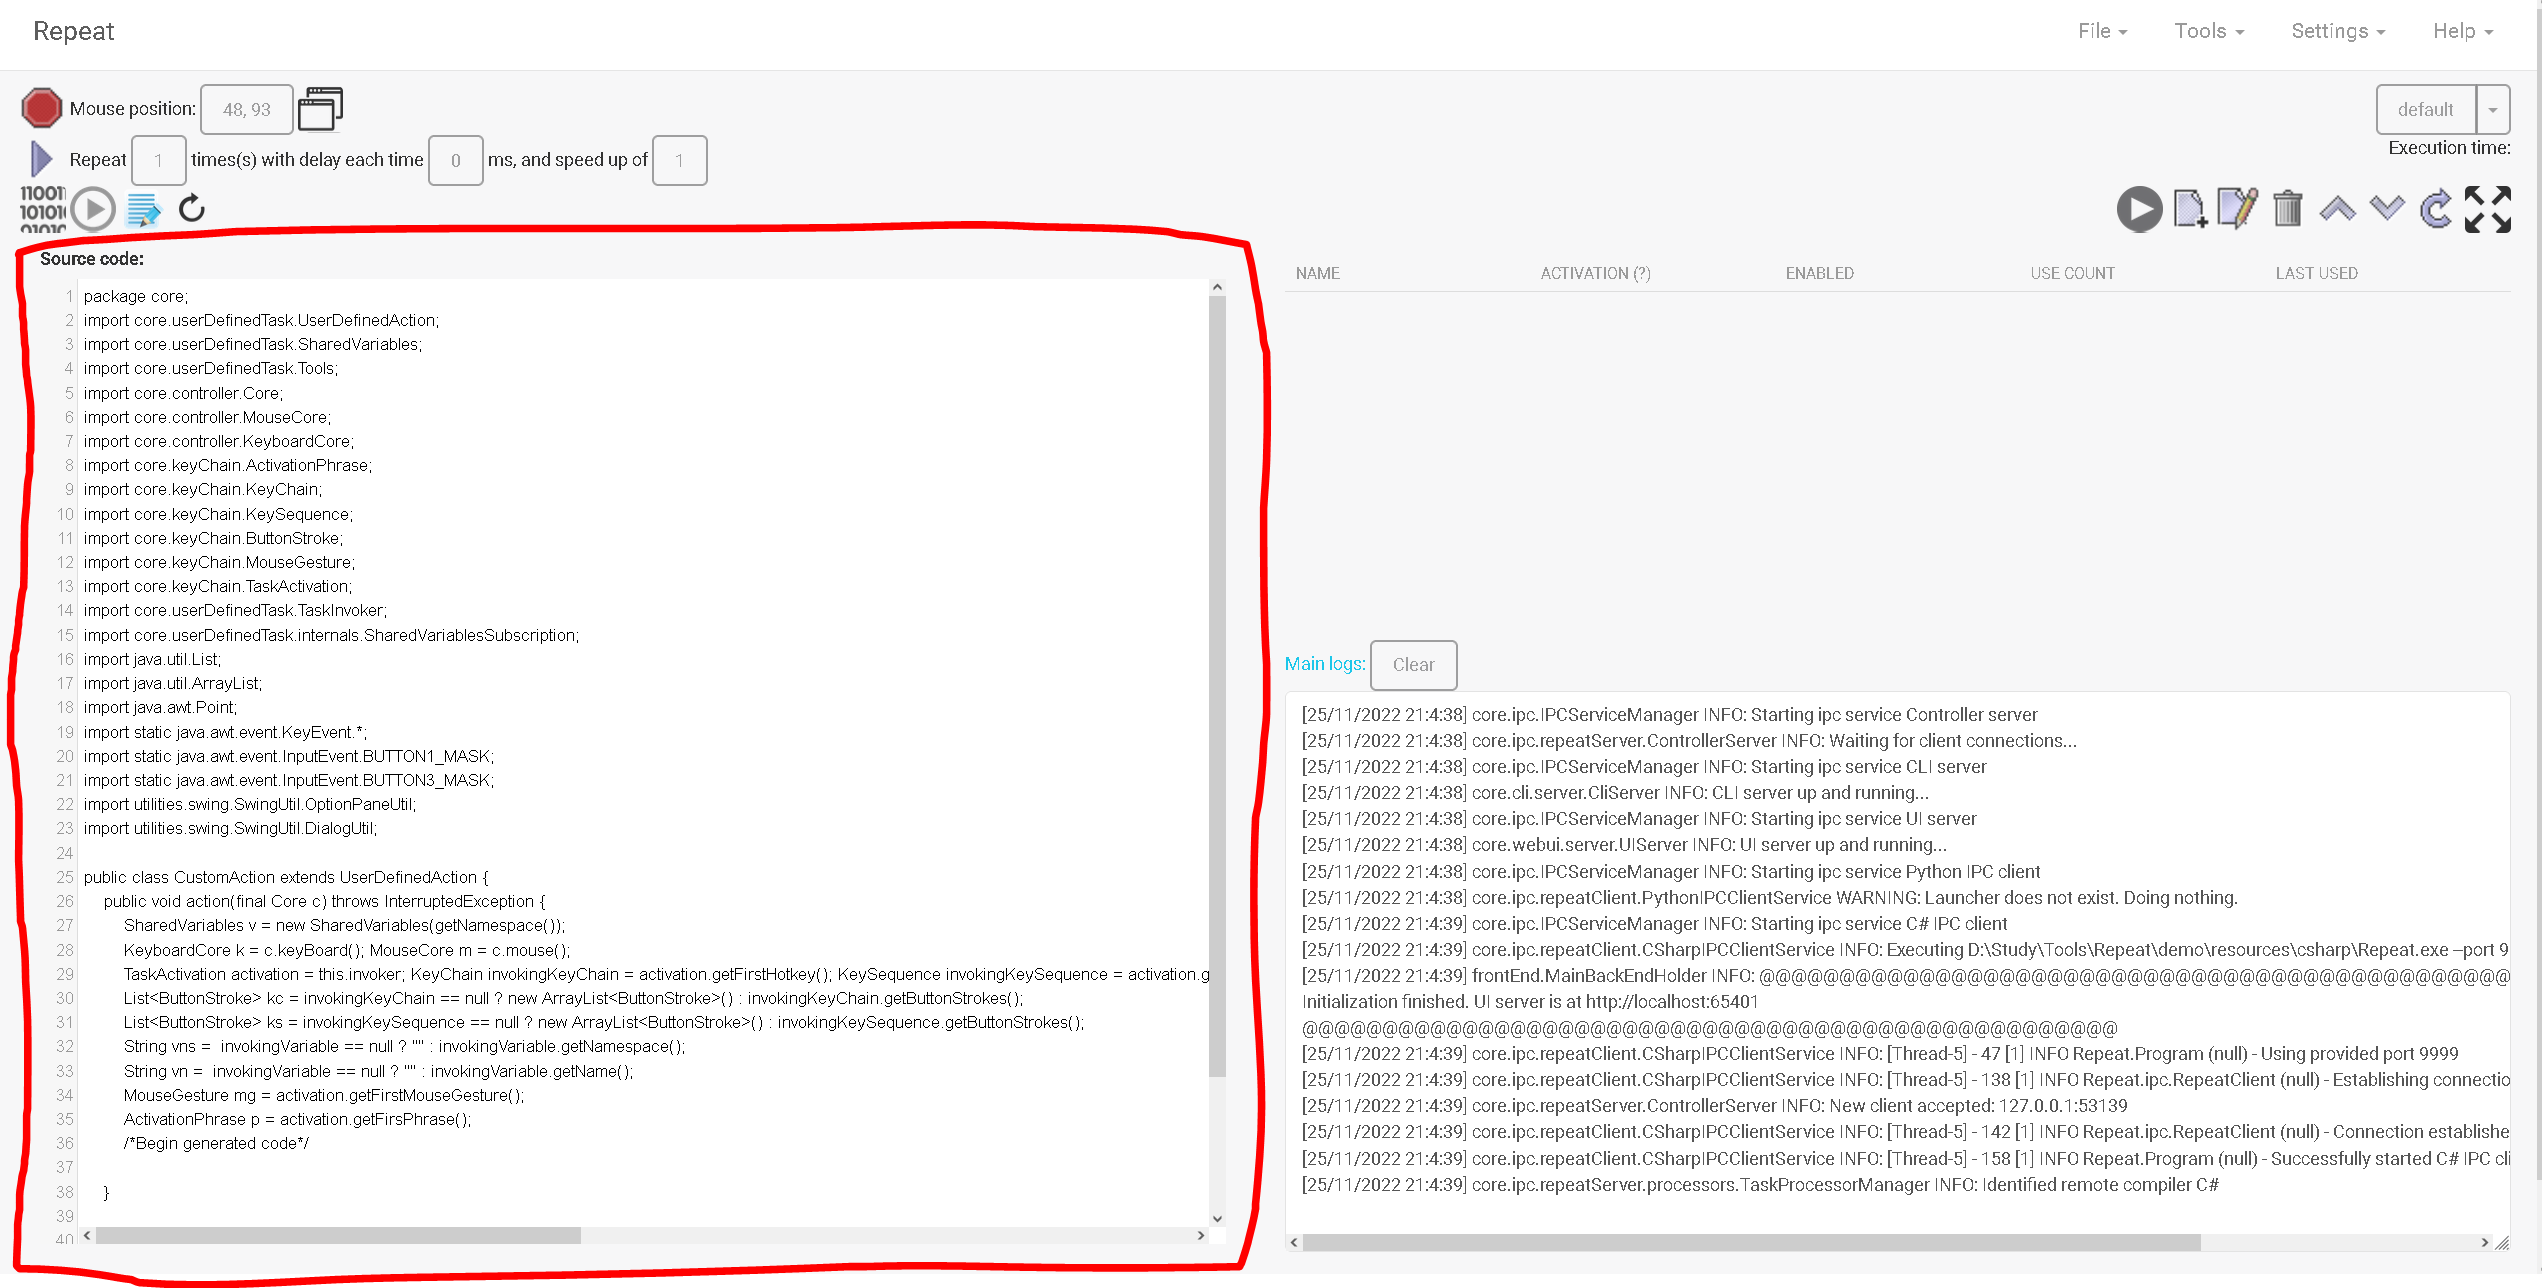 Repeat
File
Tools
Settings
Help
Mouse position: 48, 93
default
Repeat 1 times(s) with delay each time 0 ms, and speed up of 1
Execution time:
Source code:
1 package core;
2 import core.userDefinedTask.UserDefinedAction;
3 import core.userDefinedTask.SharedVariables;
4 import core.userDefinedTask.Tools;
5 import core.controller.Core;
6 import core.controller.MouseCore;
7 import core.controller.KeyboardCore;
8 import core.keyChain.ActivationPhrase;
9 import core.keyChain.KeyChain;
10 import core.keyChain.KeySequence;
11 import core.keyChain.ButtonStroke;
12 import core.keyChain.MouseGesture;
13 import core.keyChain.TaskActivation;
14 import core.userDefinedTask.TaskInvoker;
15 import core.userDefinedTask.internals.SharedVariablesSubscription;
16 import java.util.List;
17 import java.util.ArrayList;
18 import java.awt.Point;
19 import static java.awt.event.KeyEvent.*;
20 import static java.awt.event.InputEvent.BUTTON1_MASK;
21 import static java.awt.event.InputEvent.BUTTON3_MASK;
22 import utilities.swing.SwingUtil.OptionPaneUtil;
23 import utilities.swing.SwingUtil.DialogUtil;
24
25 public class CustomAction extends UserDefinedAction {
26 public void action(final Core c) throws InterruptedException {
27 SharedVariables v = new SharedVariables(getNamespace());
28 KeyboardCore k = c.keyBoard(); MouseCore m = c.mouse();
29 TaskActivation activation = this.invoker; KeyChain invokingKeyChain = activation.getFirstHotkey(); KeySequence invokingKeySequence = activation.g
30 List<ButtonStroke> kc = invokingKeyChain == null ? new ArrayList<ButtonStroke>() : invokingKeyChain.getButtonStrokes();
31 List<ButtonStroke> ks = invokingKeySequence == null ? new ArrayList<ButtonStroke>() : invokingKeySequence.getButtonStrokes();
32 String vns = invokingVariable == null ? "" : invokingVariable.getNamespace();
33 String vn = invokingVariable == null ? "" : invokingVariable.getName();
34 MouseGesture mg = activation.getFirstMouseGesture();
35 ActivationPhrase p = activation.getFirsPhrase();
36 /*Begin generated code*/
37
38 }
39
40
NAME ACTIVATION (?) ENABLED USE COUNT LAST USED
Main logs: Clear
[25/11/2022 21:4:38] core.ipc.IPCServiceManager INFO: Starting ipc service Controller server
[25/11/2022 21:4:38] core.ipc.repeatServer.ControllerServer INFO: Waiting for client connections...
[25/11/2022 21:4:38] core.ipc.IPCServiceManager INFO: Starting ipc service CLI server
[25/11/2022 21:4:38] core.cli.server.CliServer INFO: CLI server up and running...
[25/11/2022 21:4:38] core.ipc.IPCServiceManager INFO: Starting ipc service UI server
[25/11/2022 21:4:38] core.webui.server.UIServer INFO: UI server up and running...
[25/11/2022 21:4:38] core.ipc.IPCServiceManager INFO: Starting ipc service Python IPC client
[25/11/2022 21:4:38] core.ipc.repeatClient.PythonIPCClientService WARNING: Launcher does not exist. Doing nothing.
[25/11/2022 21:4:39] core.ipc.IPCServiceManager INFO: Starting ipc service C# IPC client
[25/11/2022 21:4:39] core.ipc.repeatClient.CSharpIPCClientService INFO: Executing D:\Study\Tools\Repeat\demo\resources\csharp\Repeat.exe --port 9
[25/11/2022 21:4:39] frontEnd.MainBackEndHolder INFO: @@@@@@@@@@@@@@@@@@@@@@@@@@@@@@@@@@@@@@@@@@@@@@@
Initialization finished. UI server is at http://localhost:65401
@@@@@@@@@@@@@@@@@@@@@@@@@@@@@@@@@@@@@@@@@@@@@@@@@@@
[25/11/2022 21:4:39] core.ipc.repeatClient.CSharpIPCClientService INFO: [Thread-5] - 47 [1] INFO Repeat.Program (null) - Using provided port 9999
[25/11/2022 21:4:39] core.ipc.repeatClient.CSharpIPCClientService INFO: [Thread-5] - 138 [1] INFO Repeat.ipc.RepeatClient (null) - Establishing connectio
[25/11/2022 21:4:39] core.ipc.repeatServer.ControllerServer INFO: New client accepted: 127.0.0.1:53139
[25/11/2022 21:4:39] core.ipc.repeatClient.CSharpIPCClientService INFO: [Thread-5] - 142 [1] INFO Repeat.ipc.RepeatClient (null) - Connection establishe
[25/11/2022 21:4:39] core.ipc.repeatClient.CSharpIPCClientService INFO: [Thread-5] - 158 [1] INFO Repeat.Program (null) - Successfully started C# IPC cli
[25/11/2022 21:4:39] core.ipc.repeatServer.processors.TaskProcessorManager INFO: Identified remote compiler C#